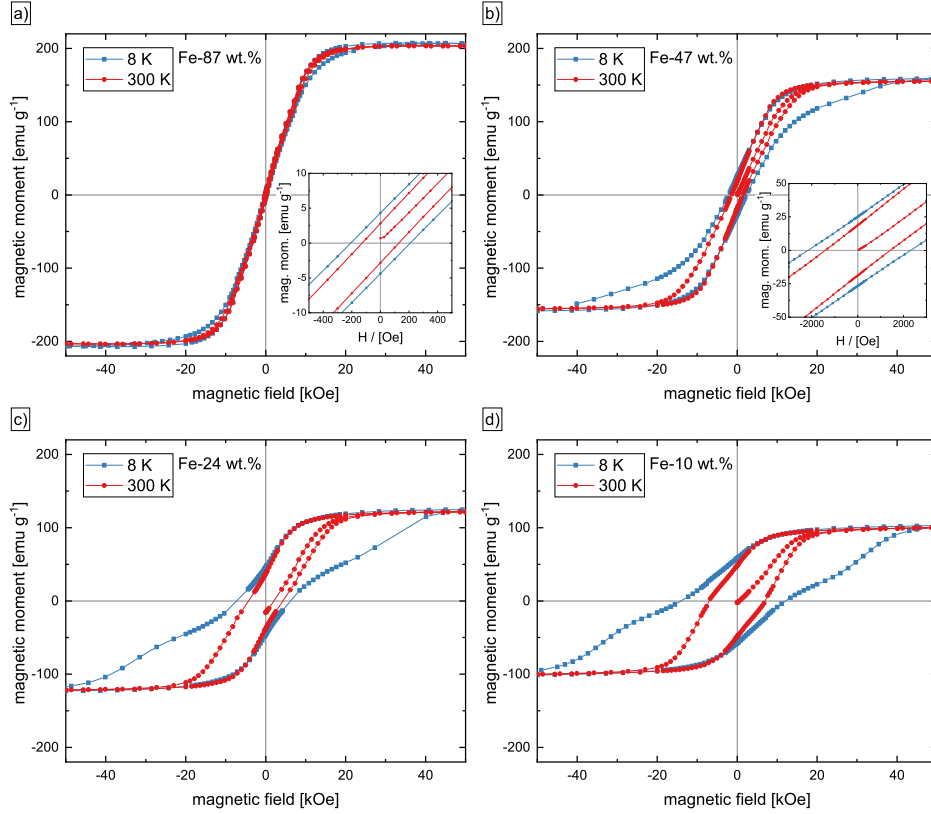 a)
8 K
300 K
Fe-87 wt.%
magnetic moment [emu g⁻¹]
200
100
0
-100
-200
-40
-20
0
20
40
magnetic field [kOe]
mag. mom. [emu g⁻¹]
10
5
0
-5
-10
-400
-200
0
200
400
H / [Oe]
b)
8 K
300 K
Fe-47 wt.%
magnetic moment [emu g⁻¹]
200
100
0
-100
-200
-40
-20
0
20
40
magnetic field [kOe]
mag. mom. [emu g⁻¹]
50
25
0
-25
-50
-2000
0
2000
H / [Oe]
c)
8 K
300 K
Fe-24 wt.%
magnetic moment [emu g⁻¹]
200
100
0
-100
-200
-40
-20
0
20
40
magnetic field [kOe]
d)
8 K
300 K
Fe-10 wt.%
magnetic moment [emu g⁻¹]
200
100
0
-100
-200
-40
-20
0
20
40
magnetic field [kOe]